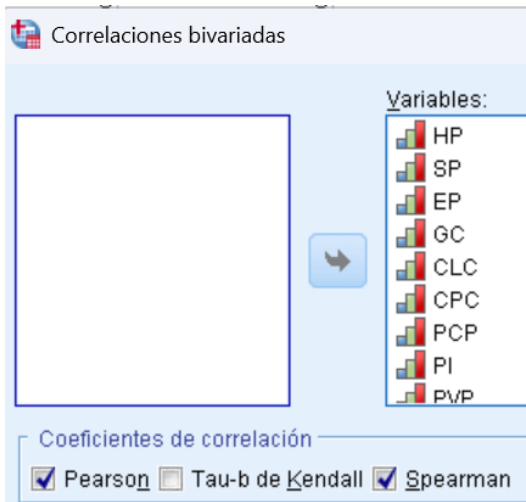 Correlaciones bivariadas
Variables:
HP
SP
EP
GC
CLC
CPC
PCP
PI
PVP
Coeficientes de correlación
Pearson Tau-b de Kendall Spearman